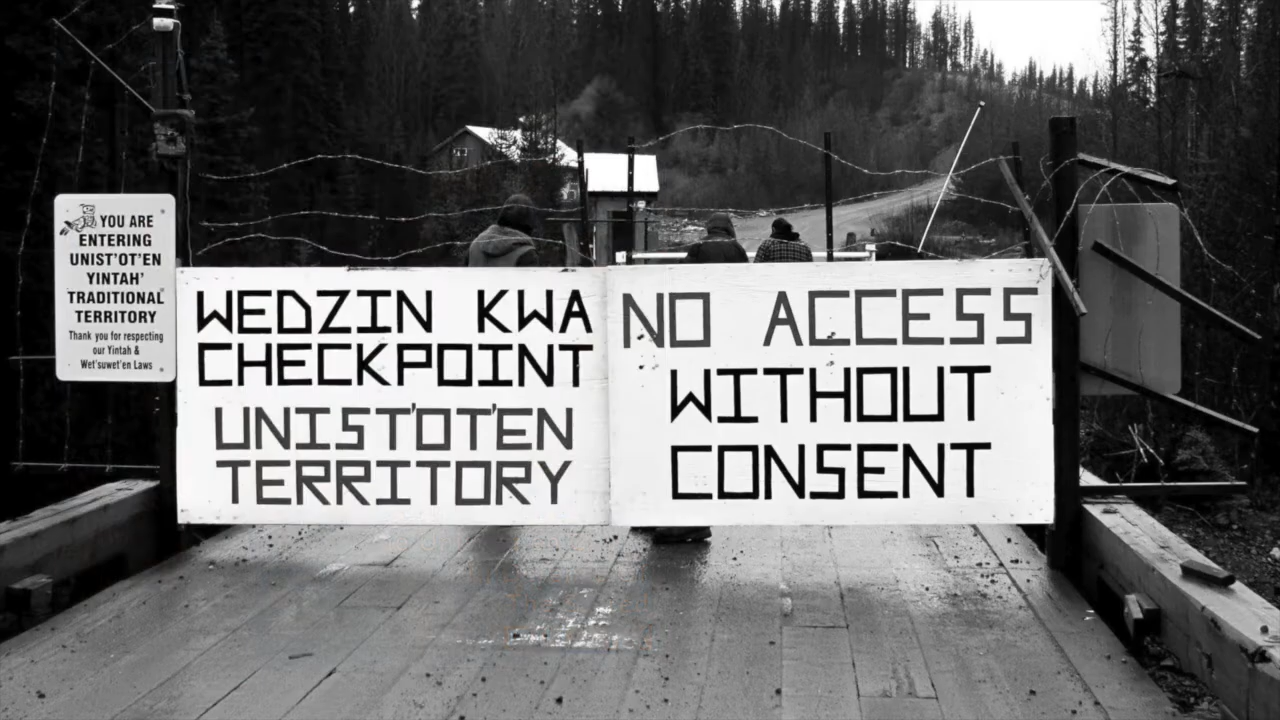 YOU ARE
ENTERING
UNIST'OT'EN
YINTAH'
TRADITIONAL
TERRITORY
Thank you for respecting
our Yintah &
Wet'suwet'en Laws
WEDZIN KWA
CHECKPOINT
UNIST'OT'EN
TERRITORY
NO ACCESS
WITHOUT
CONSENT